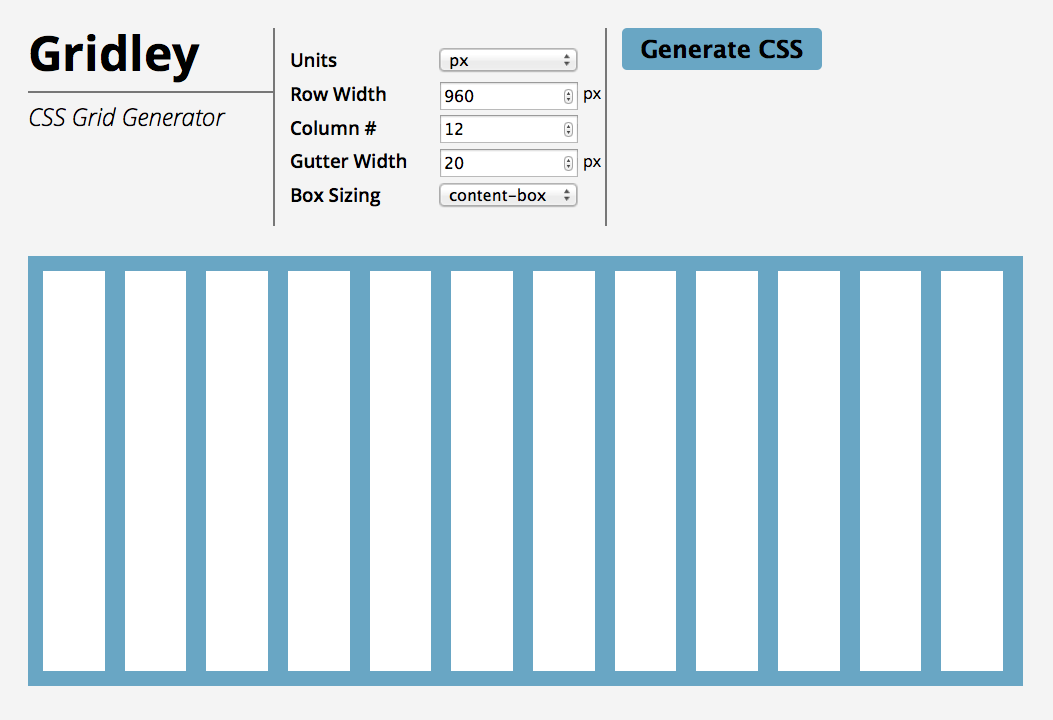 Gridley
CSS Grid Generator
Units px
Row Width 960 px
Column # 12
Gutter Width 20 px
Box Sizing content-box
Generate CSS